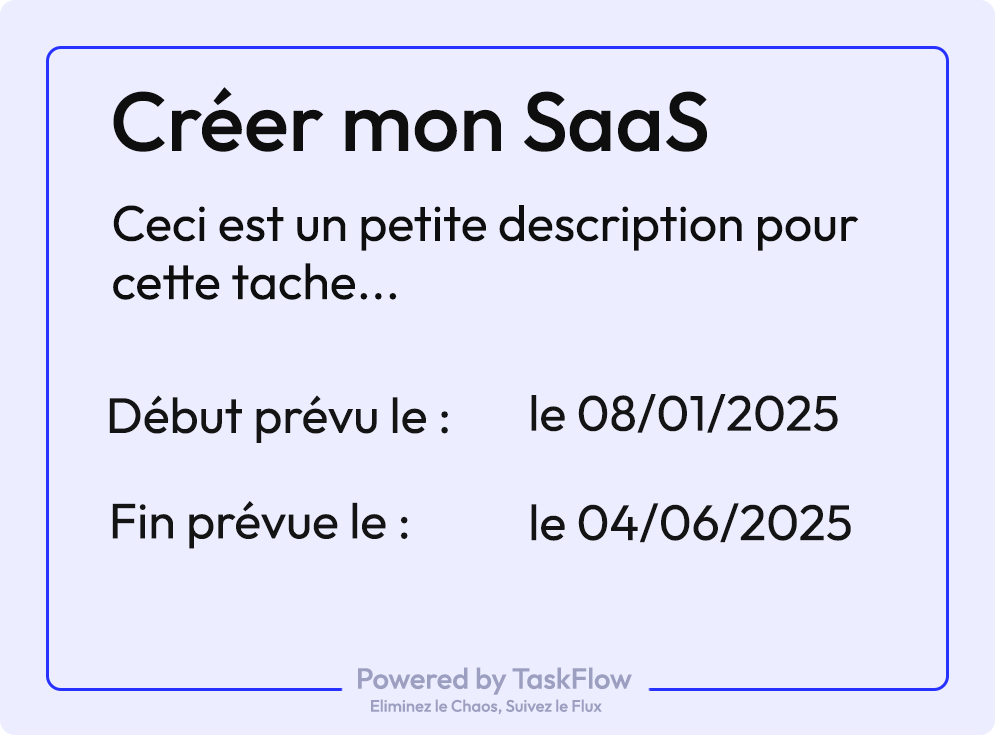 Créer mon SaaS
Ceci est un petite description pour
cette tache...
Début prévu le : le 08/01/2025
Fin prévue le : le 04/06/2025
Powered by TaskFlow
Eliminez le Chaos, Suivez le Flux